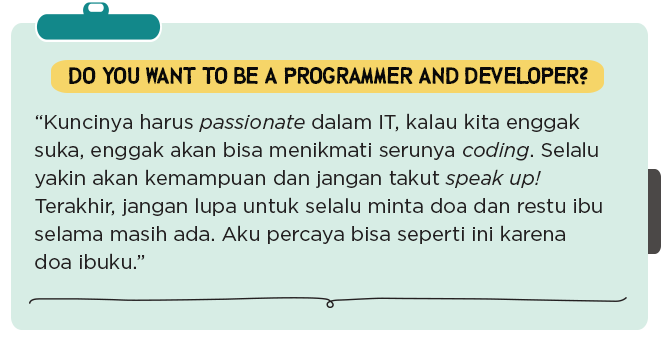 DO YOU WANT TO BE A PROGRAMMER AND DEVELOPER?
“Kuncinya harus passionate dalam IT, kalau kita enggak
suka, enggak akan bisa menikmati serunya coding. Selalu
yakin akan kemampuan dan jangan takut speak up!
Terakhir, jangan lupa untuk selalu minta doa dan restu ibu
selama masih ada. Aku percaya bisa seperti ini karena
doa ibuku.”